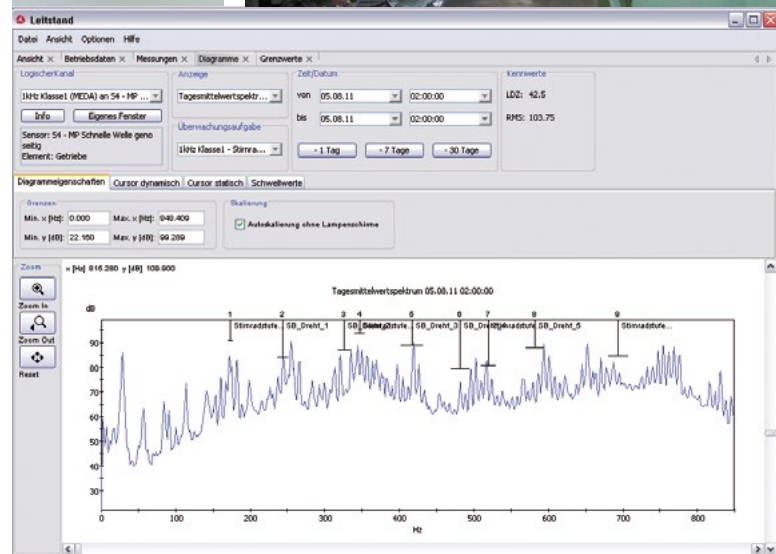 Leitstand
Datei Ansicht Optionen Hilfe
Ansicht Betriebsdaten Messungen Diagramme Grenzwerte
LogischerKanal
1kHz Klasse1 (MEDA) an S4 - MP ...
Info Eigenes Fenster
Sensor: S4 - MP Schnelle Welle geno
seitig
Element: Getriebe
Anzeige
Tagesmittelwertspektr...
Überwachungsaufgabe
1kHz Klasse1 - Stirnra...
Zeit/Datum
von 05.08.11 02:00:00
bis 05.08.11 02:00:00
- 1 Tag - 7 Tage - 30 Tage
Kennwerte
LDZ: 42.5
RMS: 103.75
Diagrammeigenschaften Cursor dynamisch Cursor statisch Schwellwerte
Grenzen
Min. x [Hz]: 0.000 Max. x [Hz]: 849.409
Min. y [dB]: 22.160 Max. y [dB]: 99.289
Skalierung
Autoskalierung ohne Lampenschirme
Zoom
Zoom In
Zoom Out
Reset
x [Hz] 816.280 y [dB] 109.900
Tagesmittelwertspektrum 05.08.11 02:00:00
dB
1 2 3 4 5 6 7 8 9
Stirnradstufe... SB_Dreht_1 SB_Dreht_3 SB_Dreht_5 Stirnradstufe...
90
80
70
60
50
40
30
0 100 200 300 400 500 600 700 800
Hz